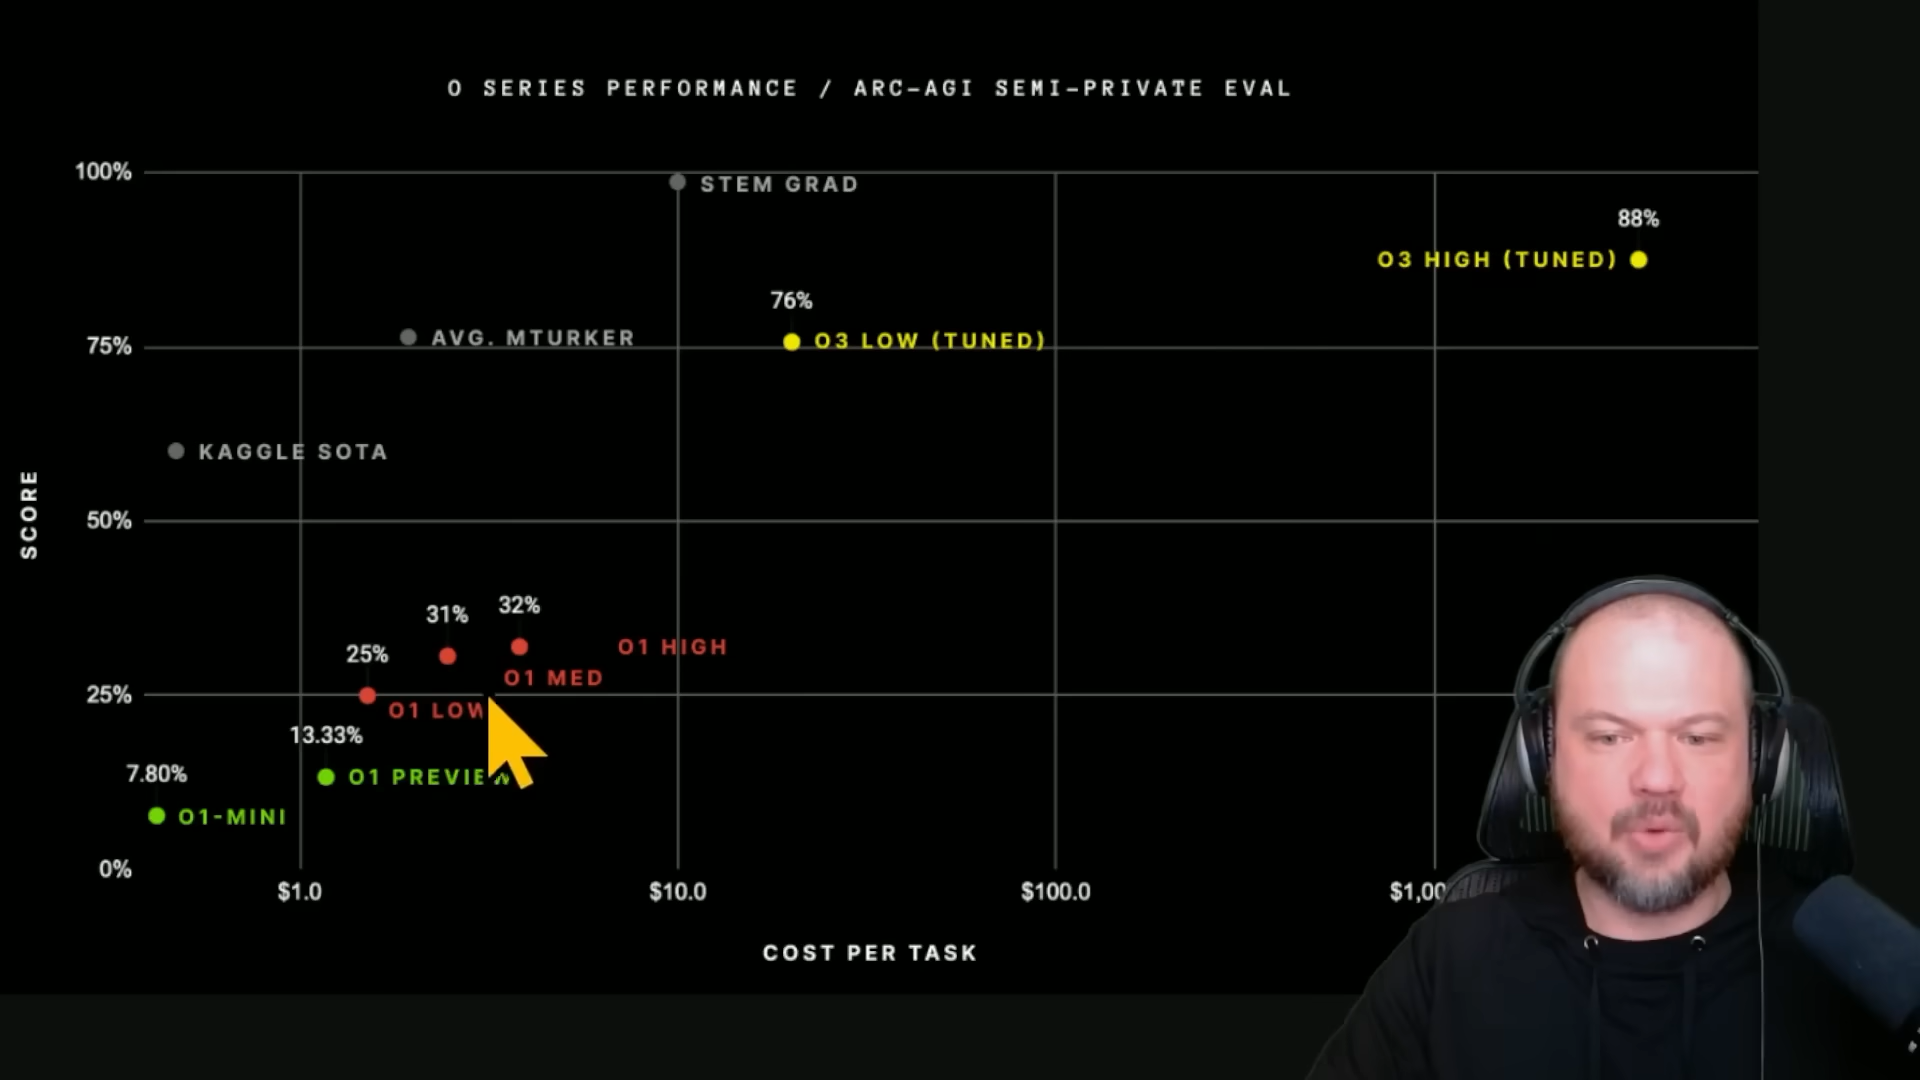 O SERIES PERFORMANCE / ARC-AGI SEMI-PRIVATE EVAL
100%
STEM GRAD
88%
O3 HIGH (TUNED)
76%
AVG. MTURKER
O3 LOW (TUNED)
75%
KAGGLE SOTA
SCORE
50%
31%
32%
O1 HIGH
25%
O1 MED
25%
O1 LOW
13.33%
7.80%
O1 PREVIEW
O1-MINI
0%
$1.0
$10.0
$100.0
$1,00
COST PER TASK